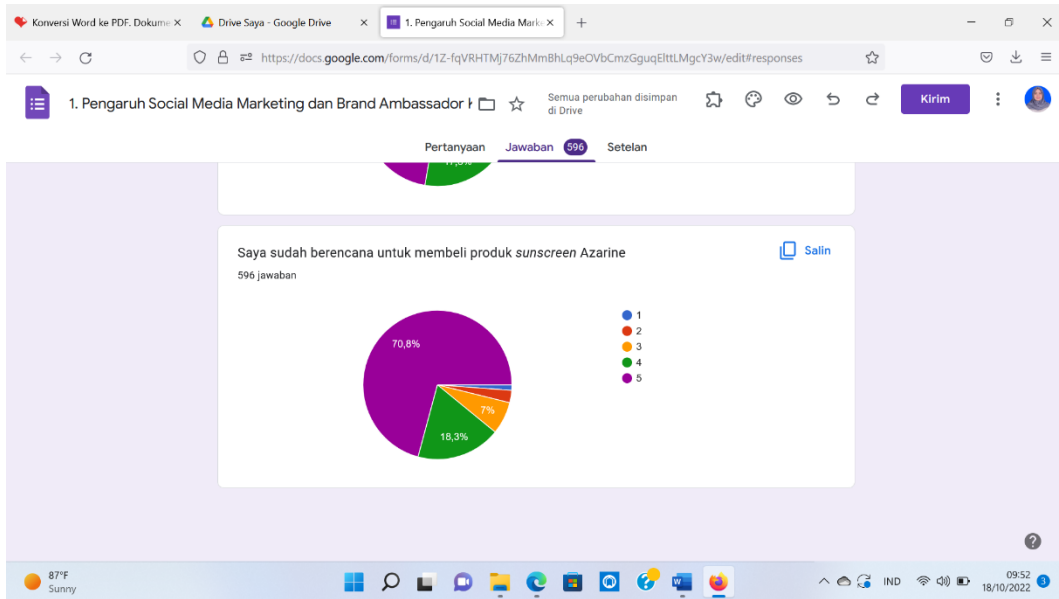 Konversi Word ke PDF. Dokume
Drive Saya - Google Drive
1. Pengaruh Social Media Marke
https://docs.google.com/forms/d/1Z-fqVRHTMj76ZhMmBhLq9eOVbCmzGguqElttLMgcY3w/edit#responses
1. Pengaruh Social Media Marketing dan Brand Ambassador
Semua perubahan disimpan
di Drive
Kirim
Pertanyaan Jawaban 596 Setelan
Saya sudah berencana untuk membeli produk sunscreen Azarine
Salin
596 jawaban
70,8%
7%
18,3%
1
2
3
4
5
87°F
Sunny
IND
09:52
18/10/2022
3